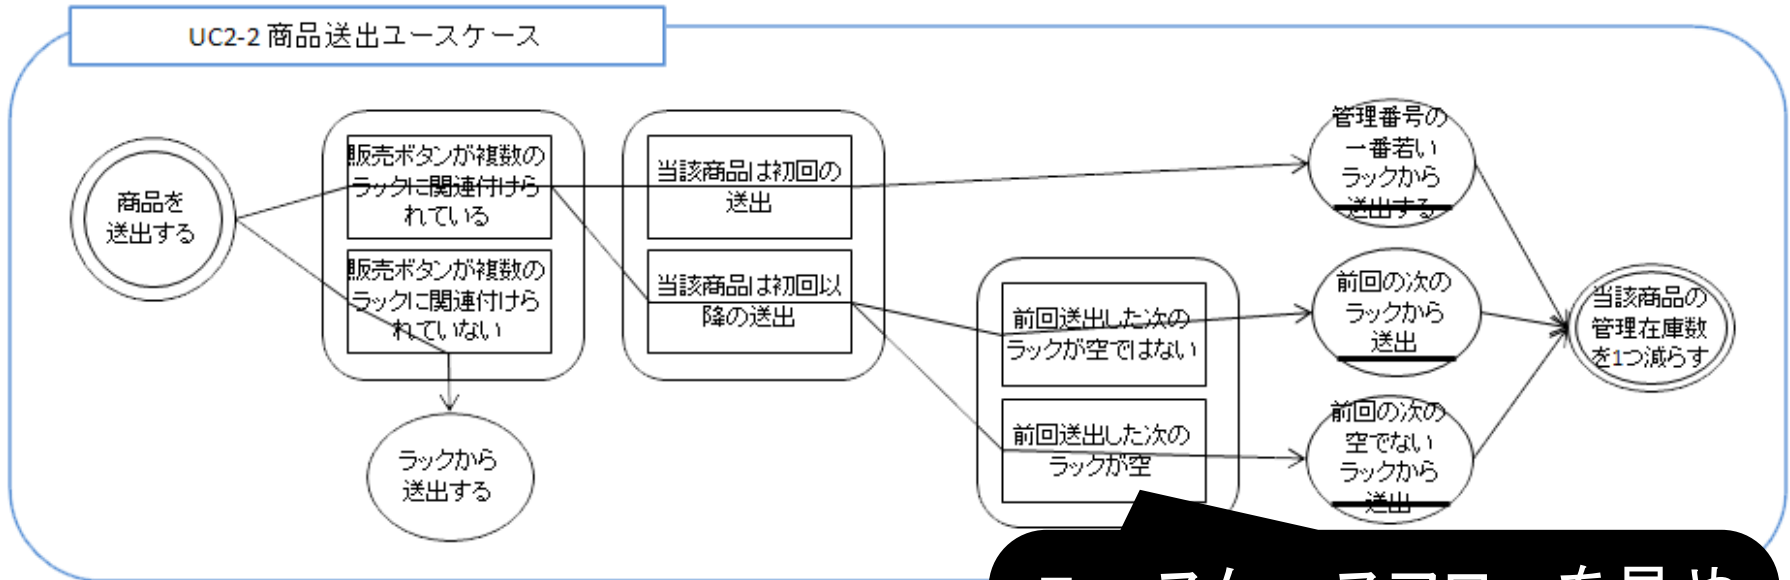 UC2-2 商品送出ユースケース
商品を
送出する
販売ボタンが複数の
ラックに関連付けら
れている
販売ボタンが複数の
ラックに関連付けら
れていない
ラックから
送出する
当該商品は初回の
送出
当該商品は初回以
降の送出
前回送出した次の
ラックが空ではない
前回送出した次の
ラックが空
管理番号の
一番若い
ラックから
送出する
前回の次の
ラックから
送出
前回の次の
空でない
ラックから
送出
当該商品の
管理在庫数
を1つ減らす